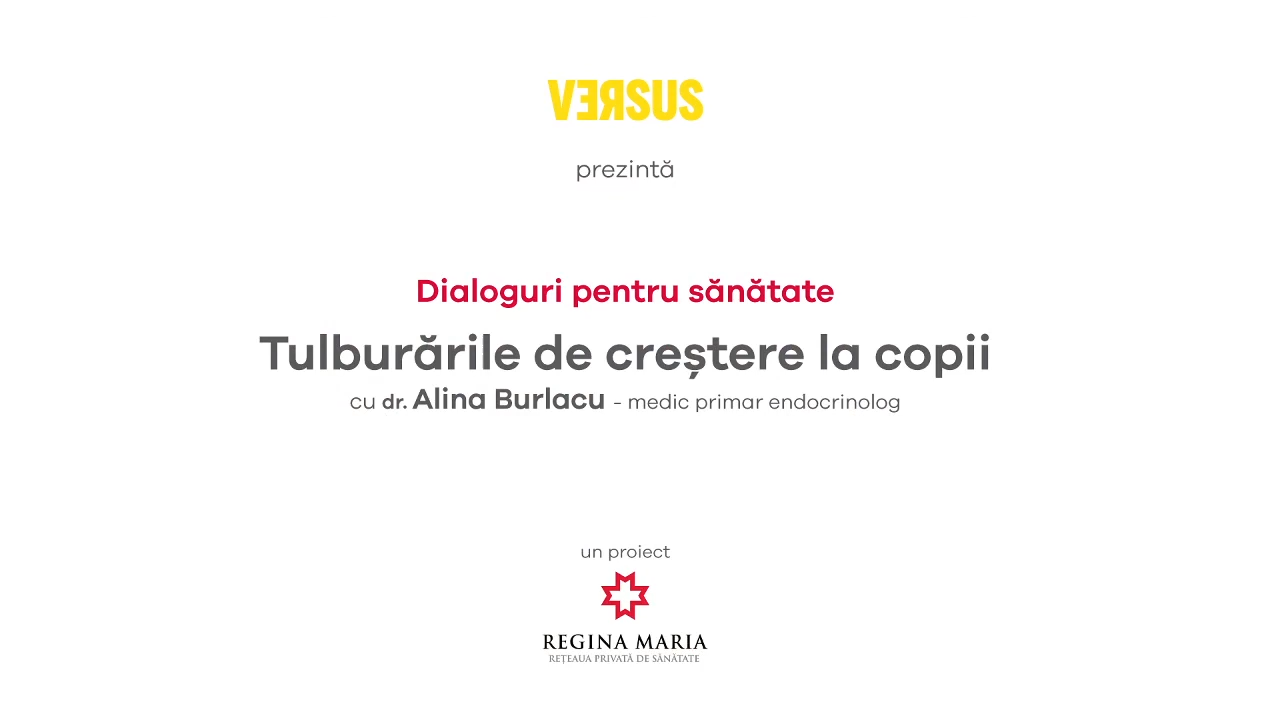 VERSUS
prezintă
Dialoguri pentru sănătate
Tulburările de creștere la copii
cu dr. Alina Burlacu - medic primar endocrinolog
un proiect
REGINA MARIA
REȚEAUA PRIVATĂ DE SĂNĂTATE